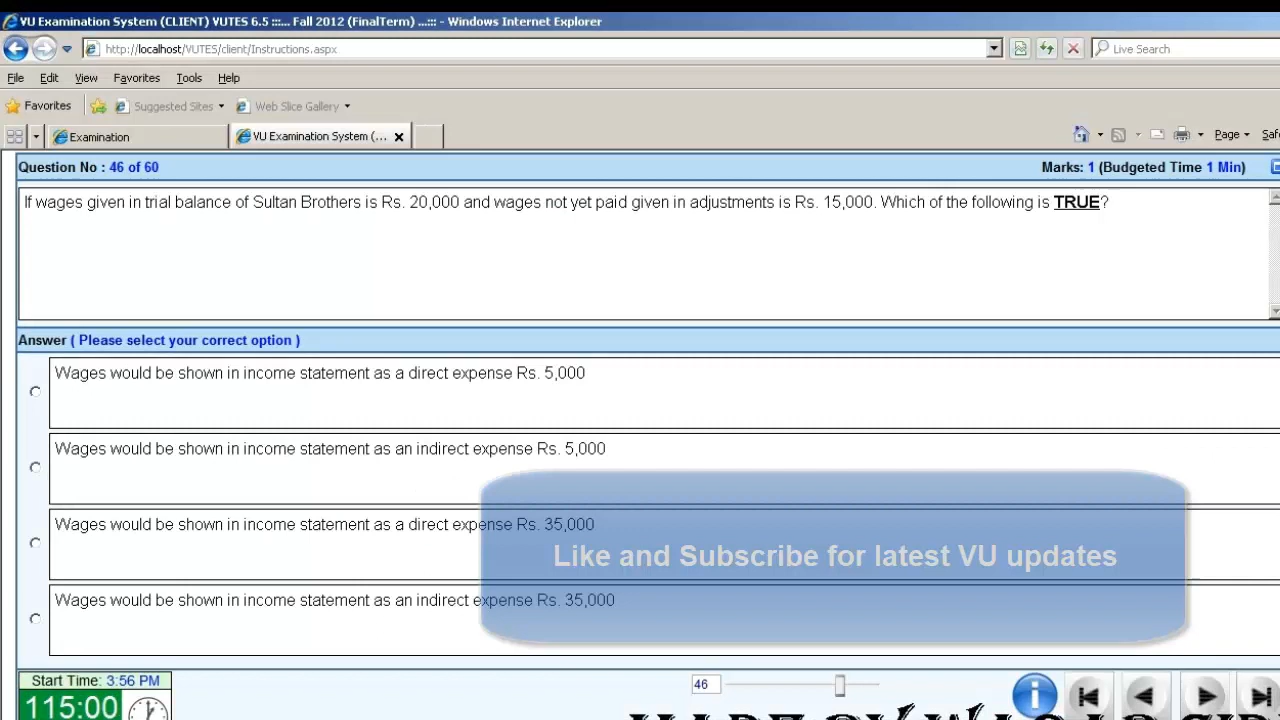 VU Examination System (CLIENT) VUTES 6.5 :::... Fall 2012 (FinalTerm) ...::: - Windows Internet Explorer
http://localhost/VUTES/client/Instructions.aspx
Live Search
File Edit View Favorites Tools Help
Favorites Suggested Sites Web Slice Gallery
Examination VU Examination System (... Page
Question No : 46 of 60 Marks: 1 (Budgeted Time 1 Min)
If wages given in trial balance of Sultan Brothers is Rs. 20,000 and wages not yet paid given in adjustments is Rs. 15,000. Which of the following is TRUE?
Answer ( Please select your correct option )
Wages would be shown in income statement as a direct expense Rs. 5,000
Wages would be shown in income statement as an indirect expense Rs. 5,000
Wages would be shown in income statement as a direct expense Rs. 35,000
Like and Subscribe for latest VU updates
Wages would be shown in income statement as an indirect expense Rs. 35,000
Start Time: 3:56 PM
46
115:00